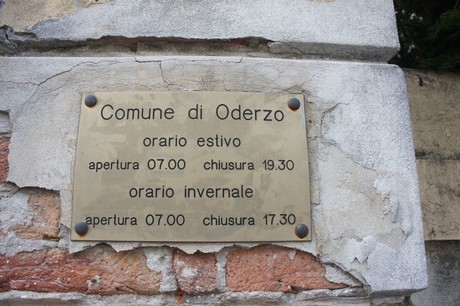 Comune di Oderzo
orario estivo
apertura 07.00 chiusura 19.30
orario invernale
apertura 07.00 chiusura 17.30